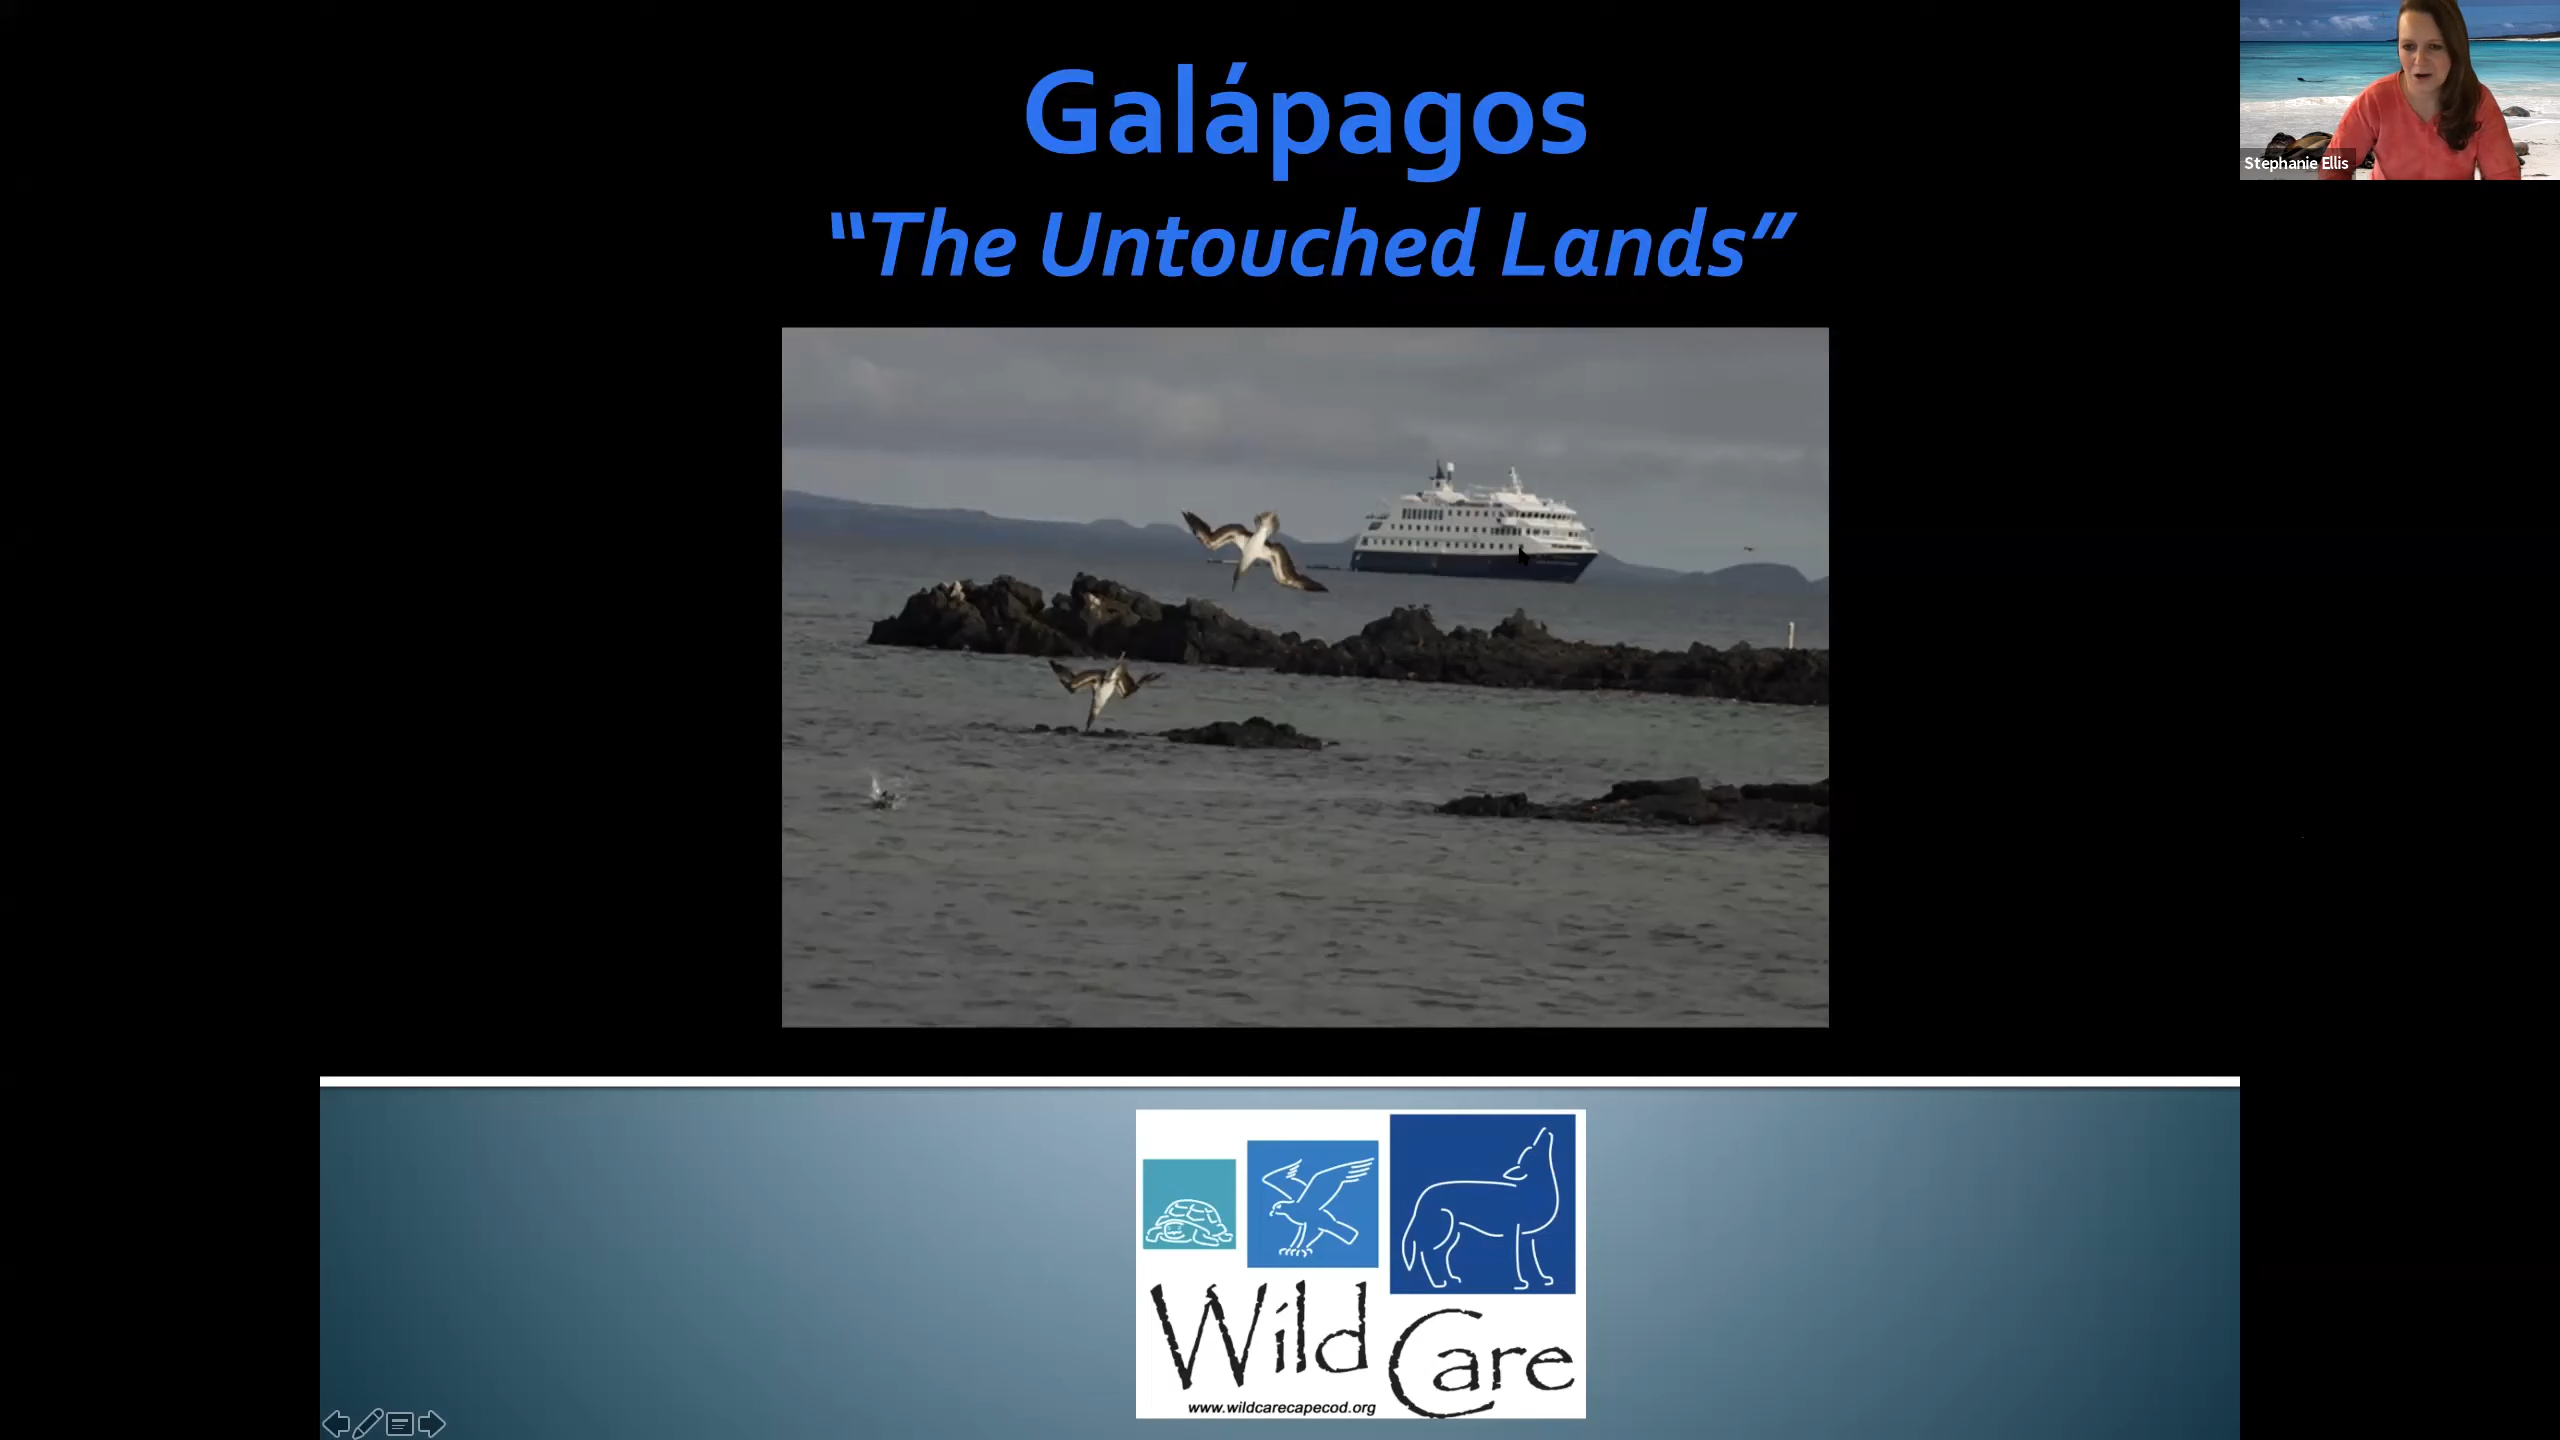 Galápagos
“The Untouched Lands”
Stephanie Ellis
Wild Care
www.wildcarecapecod.org